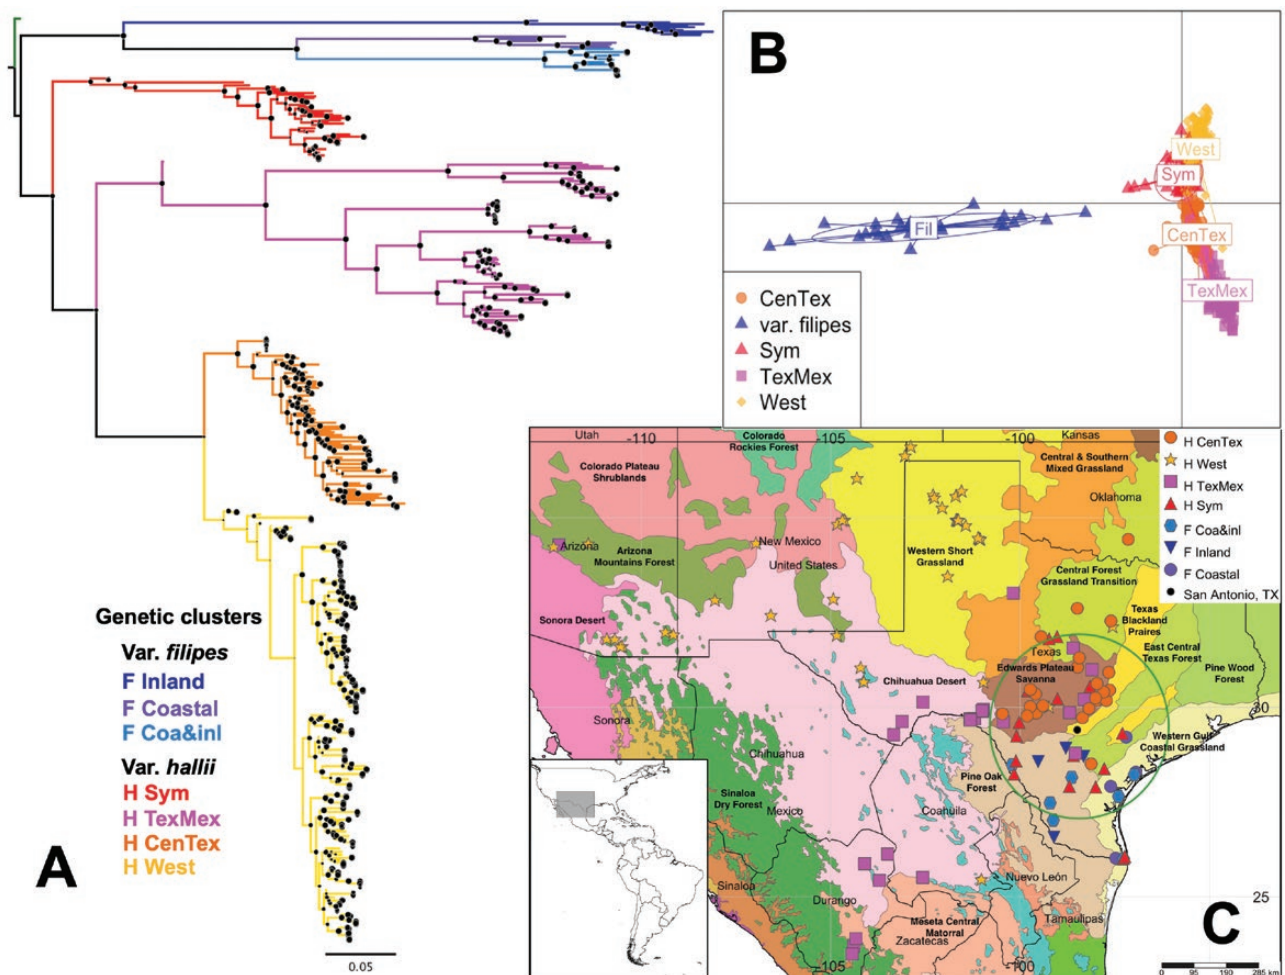 A
Genetic clusters
Var. filipes
F Inland
F Coastal
F Coa&inl
Var. hallii
H Sym
H TexMex
H CenTex
H West
0.05
B
West
Sym
Fil
CenTex
TexMex
CenTex
var. filipes
Sym
TexMex
West
C
Utah
-110
Colorado
Rockies Forest
-105
-100
Kansas
Colorado Plateau
Shrublands
Central & Southern
Mixed Grassland
Oklahoma
Arizona
Arizona
Mountains Forest
New Mexico
United States
Western Short
Grassland
Central Forest
Grassland Transition
Texas
Blackland
Praires
East Central
Texas Forest
Pine Wood
Forest
Sonora Desert
Texas
Edwards Plateau
Savanna
Chihuahua Desert
30
Sonora
Chihuahua
Western Gulf
Coastal Grassland
Pine Oak
Forest
Sinaloa
Dry Forest
Mexico
Coahuila
Nuevo León
Sinaloa
Durango
Tamaulipas
25
Meseta Central
Matorral
Zacatecas
-105
-100
95
0
95
190
285 km
H CenTex
H West
H TexMex
H Sym
F Coa&inl
F Inland
F Coastal
San Antonio, TX